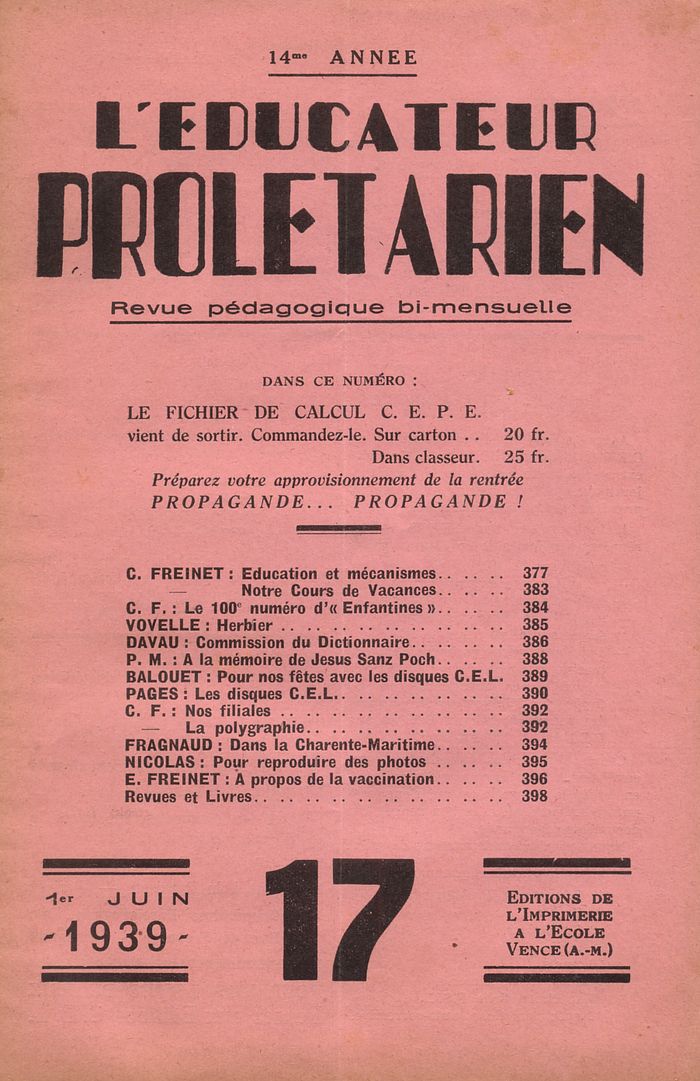 14me ANNEE
L'EDUCATEUR
PROLETARIEN
Revue pédagogique bi-mensuelle
DANS CE NUMÉRO :
LE FICHIER DE CALCUL C. E. P. E.
vient de sortir. Commandez-le. Sur carton .. 20 fr.
Dans classeur. 25 fr.
Préparez votre approvisionnement de la rentrée
PROPAGANDE... PROPAGANDE !
C. FREINET : Education et mécanismes.. .. .. 377
— Notre Cours de Vacances.. .. .. 383
C. F. : Le 100e numéro d'« Enfantines ».. .. .. 384
VOVELLE : Herbier .. .. .. .. .. .. .. .. .. .. 385
DAVAU : Commission du Dictionnaire.. .. .. .. 386
P. M. : A la mémoire de Jesus Sanz Poch.. .. .. 388
BALOUET : Pour nos fêtes avec les disques C.E.L. 389
PAGES : Les disques C.E.L.. .. .. .. .. .. .. 390
C. F. : Nos filiales .. .. .. .. .. .. .. .. .. .. 392
— La polygraphie.. .. .. .. .. .. .. .. 392
FRAGNAUD : Dans la Charente-Maritime.. .. .. 394
NICOLAS : Pour reproduire des photos .. .. .. 395
E. FREINET : A propos de la vaccination.. .. .. 396
Revues et Livres.. .. .. .. .. .. .. .. .. .. .. 398
1er JUIN
-1939-
17
EDITIONS DE
L'IMPRIMERIE
A L'ECOLE
VENCE (A.-M.)